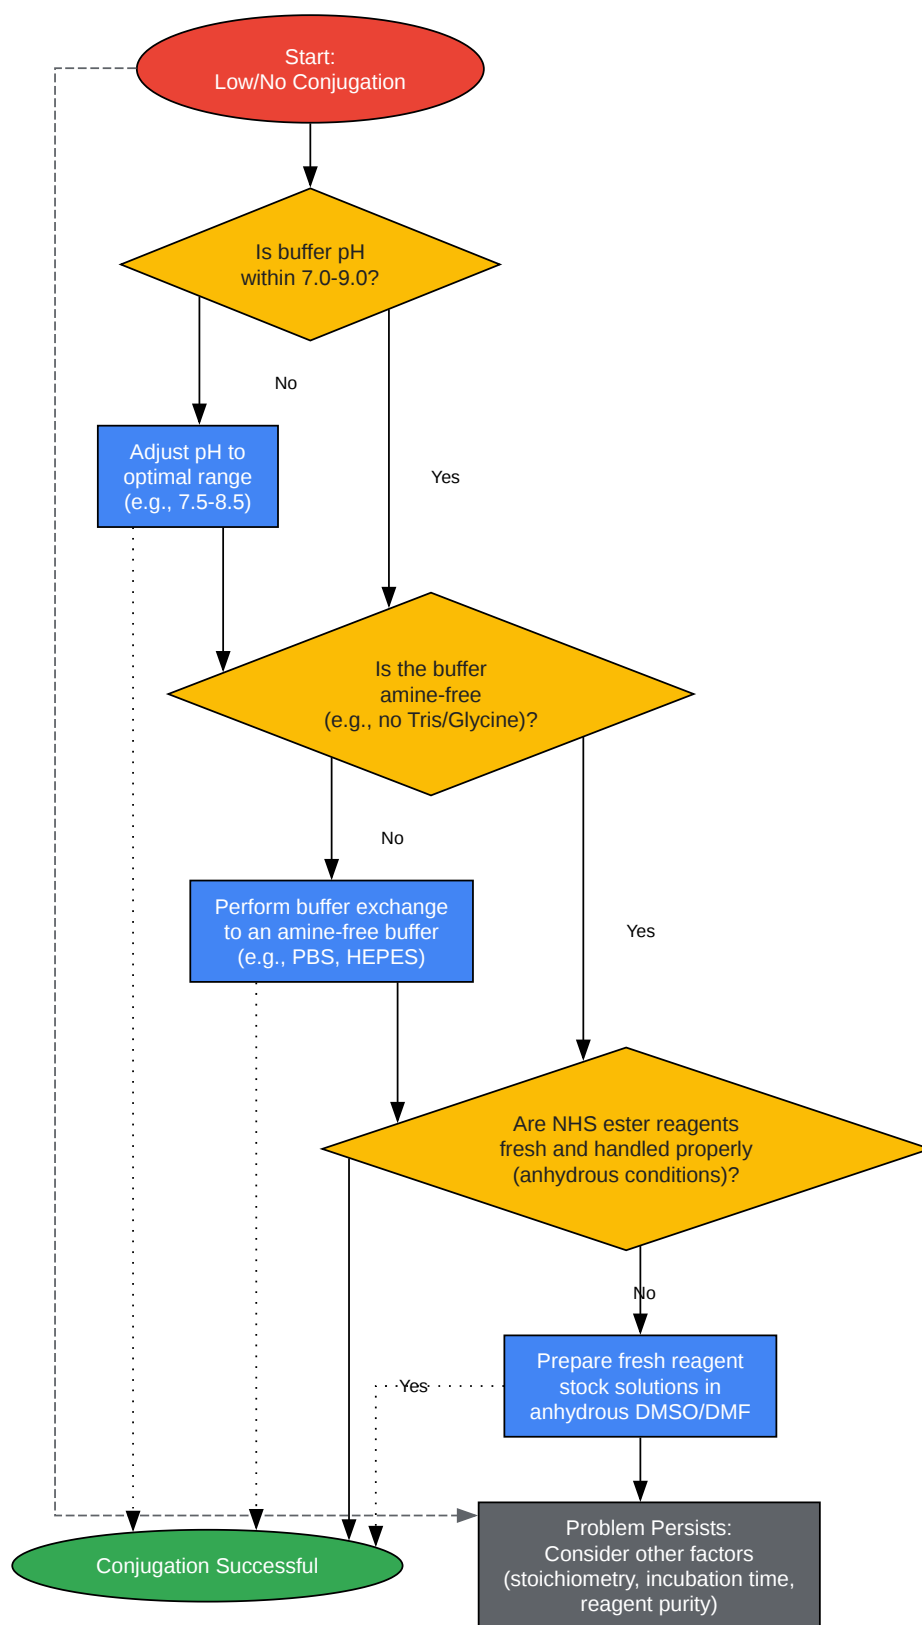 Start:
Low/No Conjugation
Is buffer pH
within 7.0-9.0?
No
Adjust pH to
optimal range
(e.g., 7.5-8.5)
Yes
Is the buffer
amine-free
(e.g., no Tris/Glycine)?
No
Perform buffer exchange
to an amine-free buffer
(e.g., PBS, HEPES)
Yes
Are NHS ester reagents
fresh and handled properly
(anhydrous conditions)?
No
Prepare fresh reagent
stock solutions in
anhydrous DMSO/DMF
Yes
Problem Persists:
Consider other factors
(stoichiometry, incubation time,
reagent purity)
Conjugation Successful